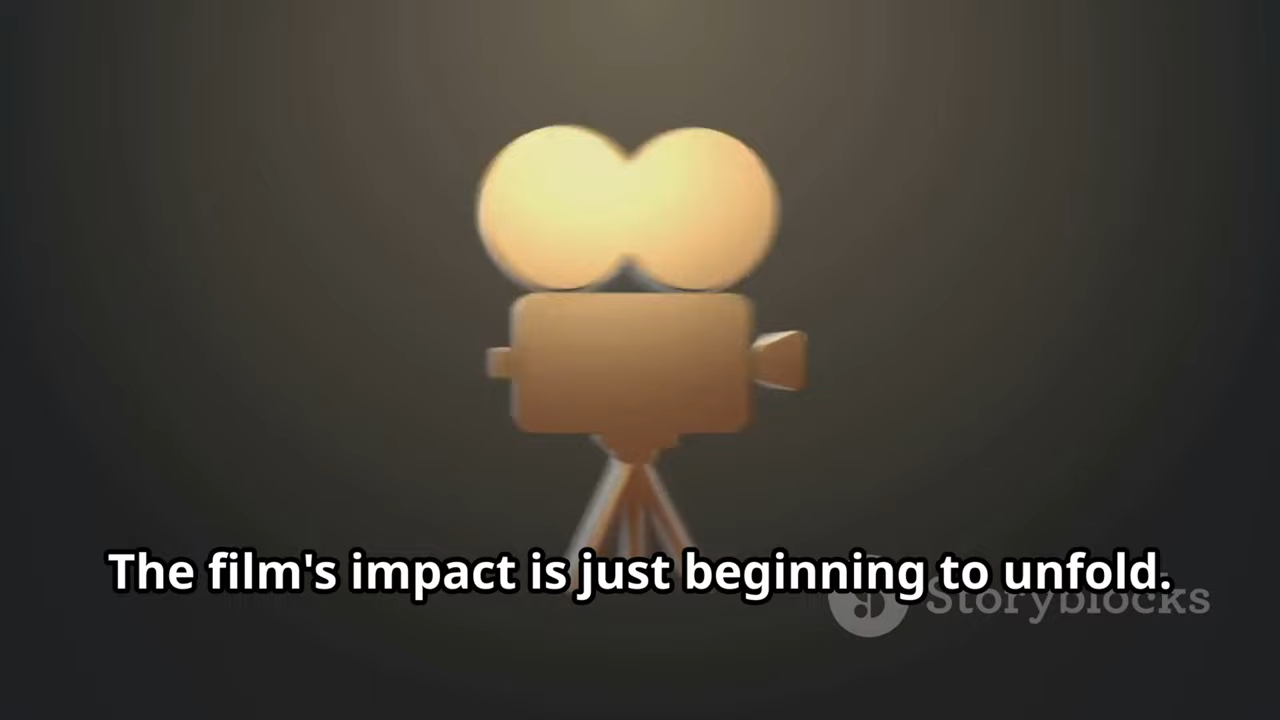 The film's impact is just beginning to unfold.
Storyblocks